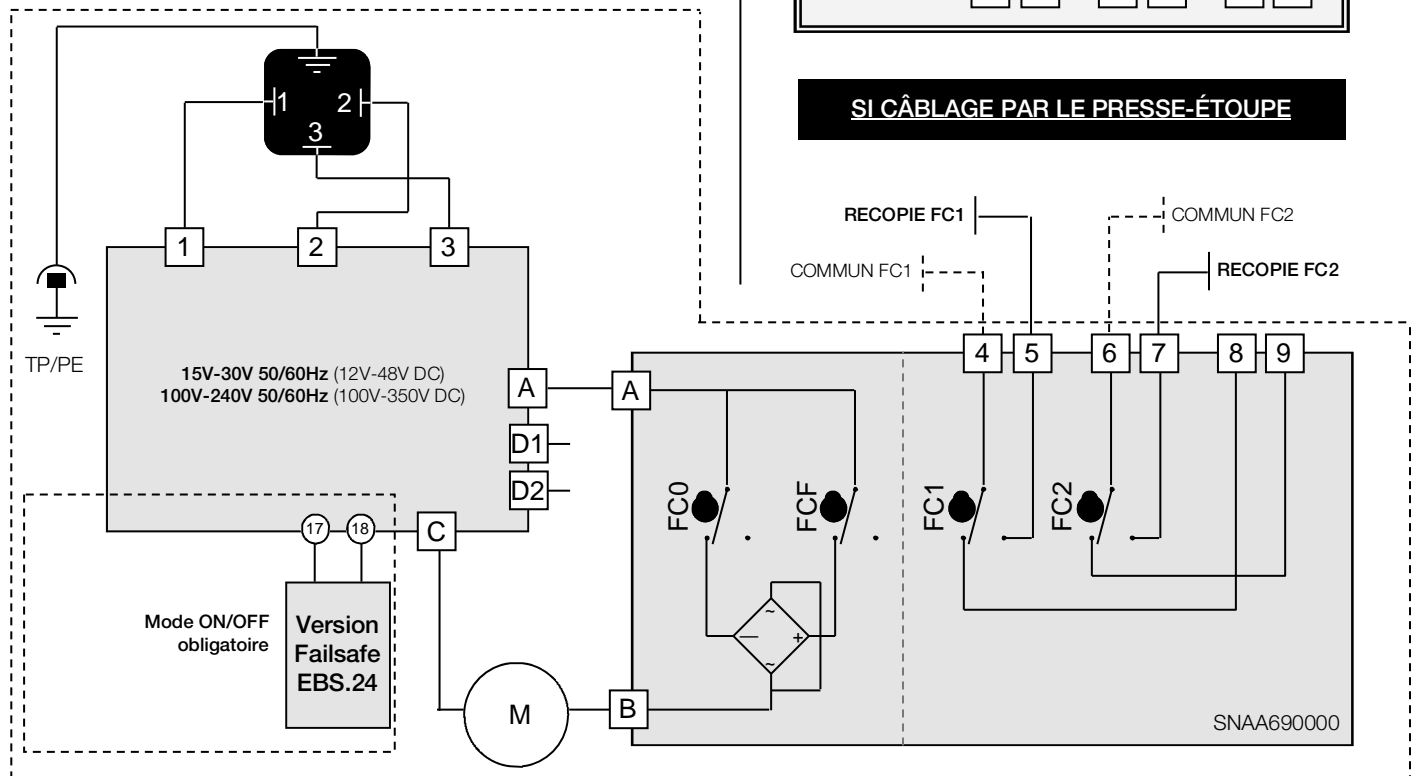 SI CÂBLAGE PAR LE PRESSE-ÉTOUPE
1
2
3
RECOPIE FC1
COMMUN FC2
COMMUN FC1
RECOPIE FC2
1
2
3
4
5
6
7
8
9
TP/PE
15V-30V 50/60Hz (12V-48V DC)
100V-240V 50/60Hz (100V-350V DC)
A
A
D1
D2
FC0
FCF
FC1
FC2
17
18
C
Mode ON/OFF
obligatoire
Version
Failsafe
EBS.24
~
— +
~
M
B
SNAA690000